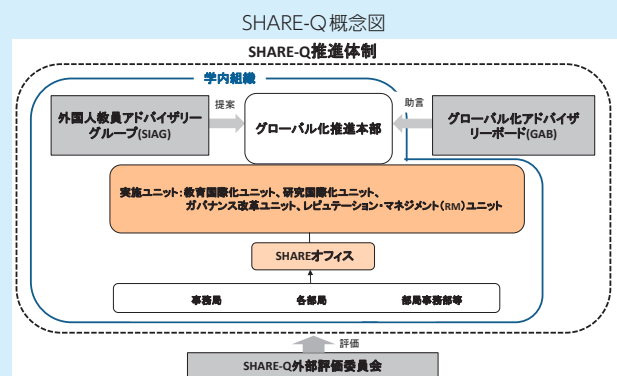 SHARE-Q概念図
SHARE-Q推進体制
学内組織
外国人教員アドバイザリー
グループ(SIAG)
提案
グローバル化推進本部
助言
グローバル化アドバイザ
リーボード(GAB)
実施ユニット:教育国際化ユニット、研究国際化ユニット、
ガバナンス改革ユニット、レピュテーション・マネジメント(RM)ユニット
SHAREオフィス
事務局 各部局 部局事務部等
評価
SHARE-Q外部評価委員会